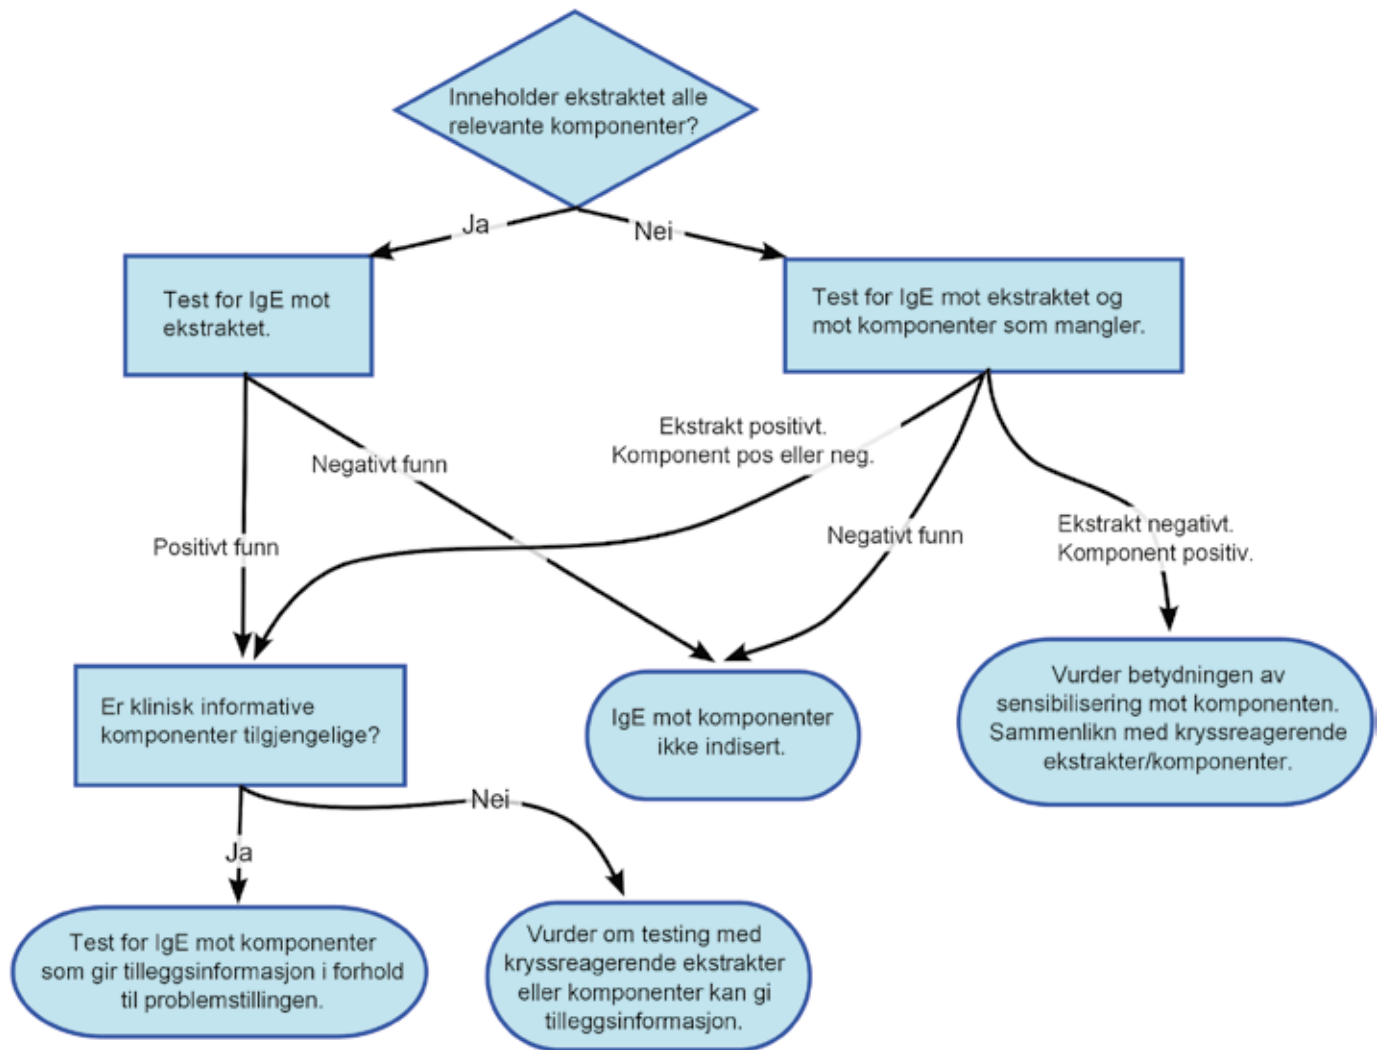 Inneholder ekstraktet alle
relevante komponenter?
Ja
Nei
Test for IgE mot
ekstraktet.
Test for IgE mot ekstraktet og
mot komponenter som mangler.
Ekstrakt positivt.
Komponent pos eller neg.
Negativt funn
Positivt funn
Negativt funn
Ekstrakt negativt.
Komponent positiv.
Er klinisk informative
komponenter tilgjengelige?
IgE mot komponenter
ikke indisert.
Vurder betydningen av
sensibilisering mot komponenten.
Sammenlikn med kryssreagerende
ekstrakter/komponenter.
Nei
Ja
Test for IgE mot komponenter
som gir tilleggsinformasjon i forhold
til problemstillingen.
Vurder om testing med
kryssreagerende ekstrakter
eller komponenter kan gi
tilleggsinformasjon.